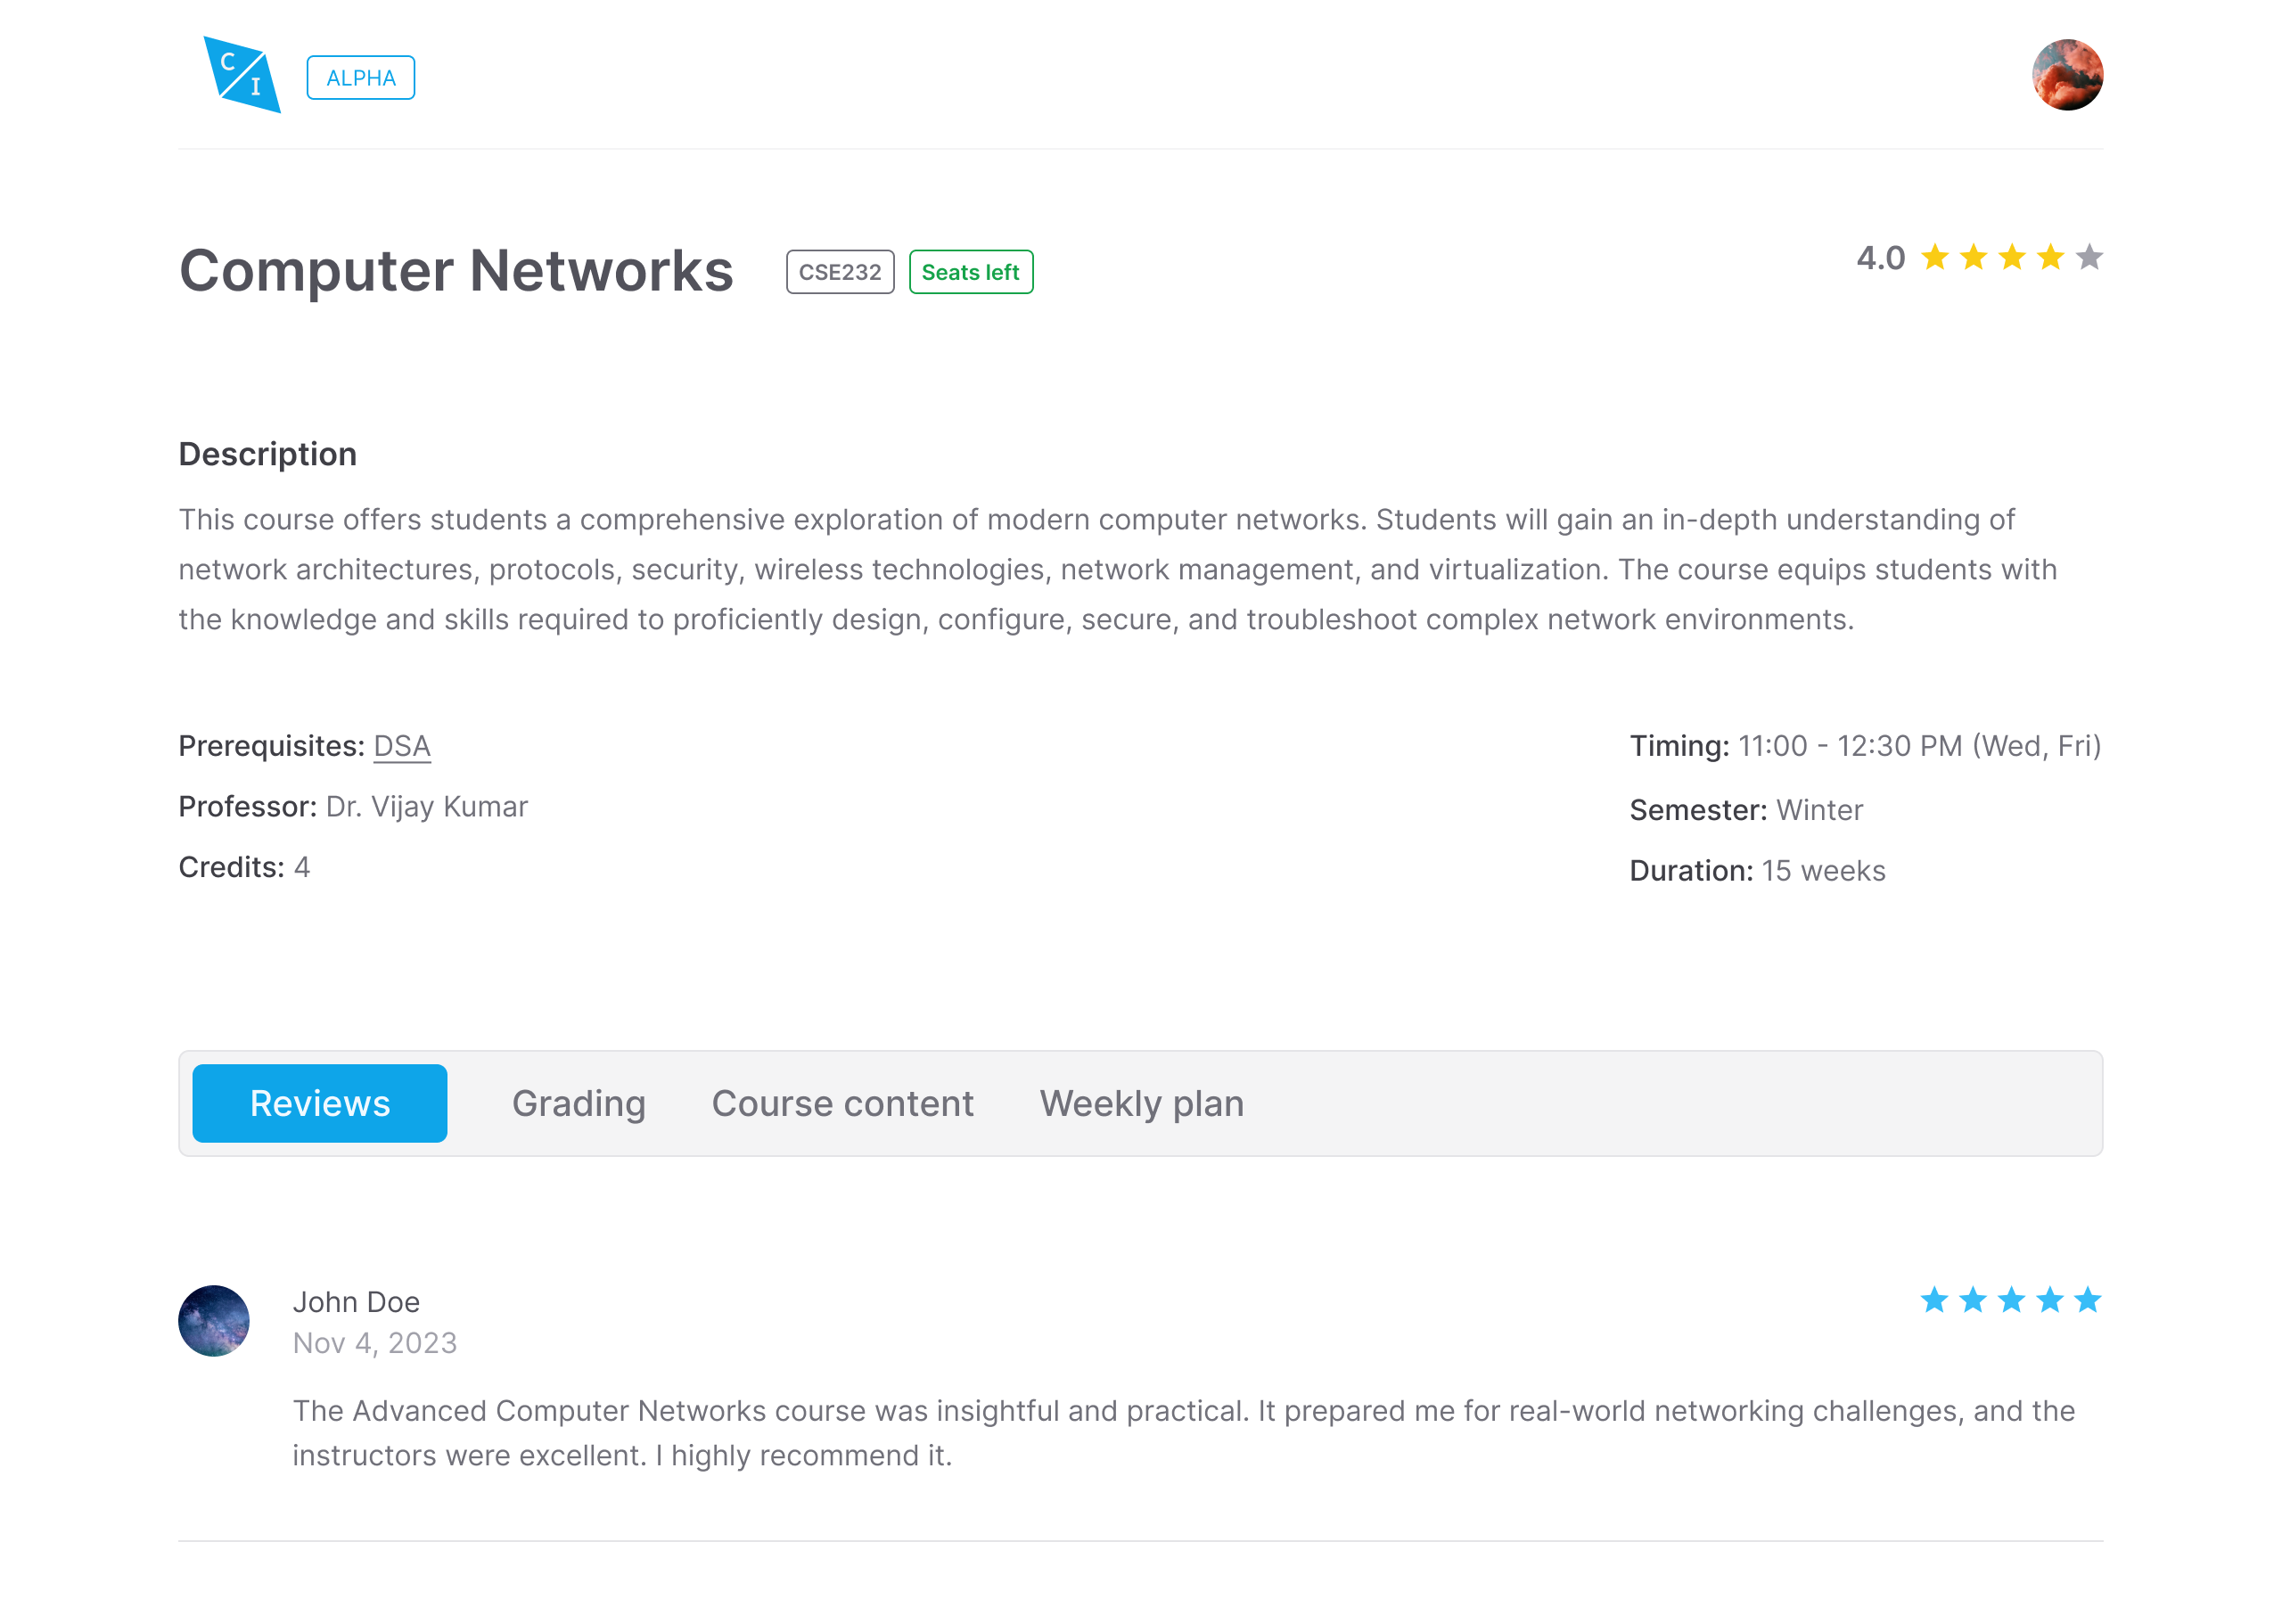 C
I
ALPHA
Computer Networks CSE232 Seats left 4.0
Description
This course offers students a comprehensive exploration of modern computer networks. Students will gain an in-depth understanding of
network architectures, protocols, security, wireless technologies, network management, and virtualization. The course equips students with
the knowledge and skills required to proficiently design, configure, secure, and troubleshoot complex network environments.
Prerequisites: DSA
Professor: Dr. Vijay Kumar
Credits: 4
Timing: 11:00 - 12:30 PM (Wed, Fri)
Semester: Winter
Duration: 15 weeks
Reviews Grading Course content Weekly plan
John Doe
Nov 4, 2023
The Advanced Computer Networks course was insightful and practical. It prepared me for real-world networking challenges, and the
instructors were excellent. I highly recommend it.